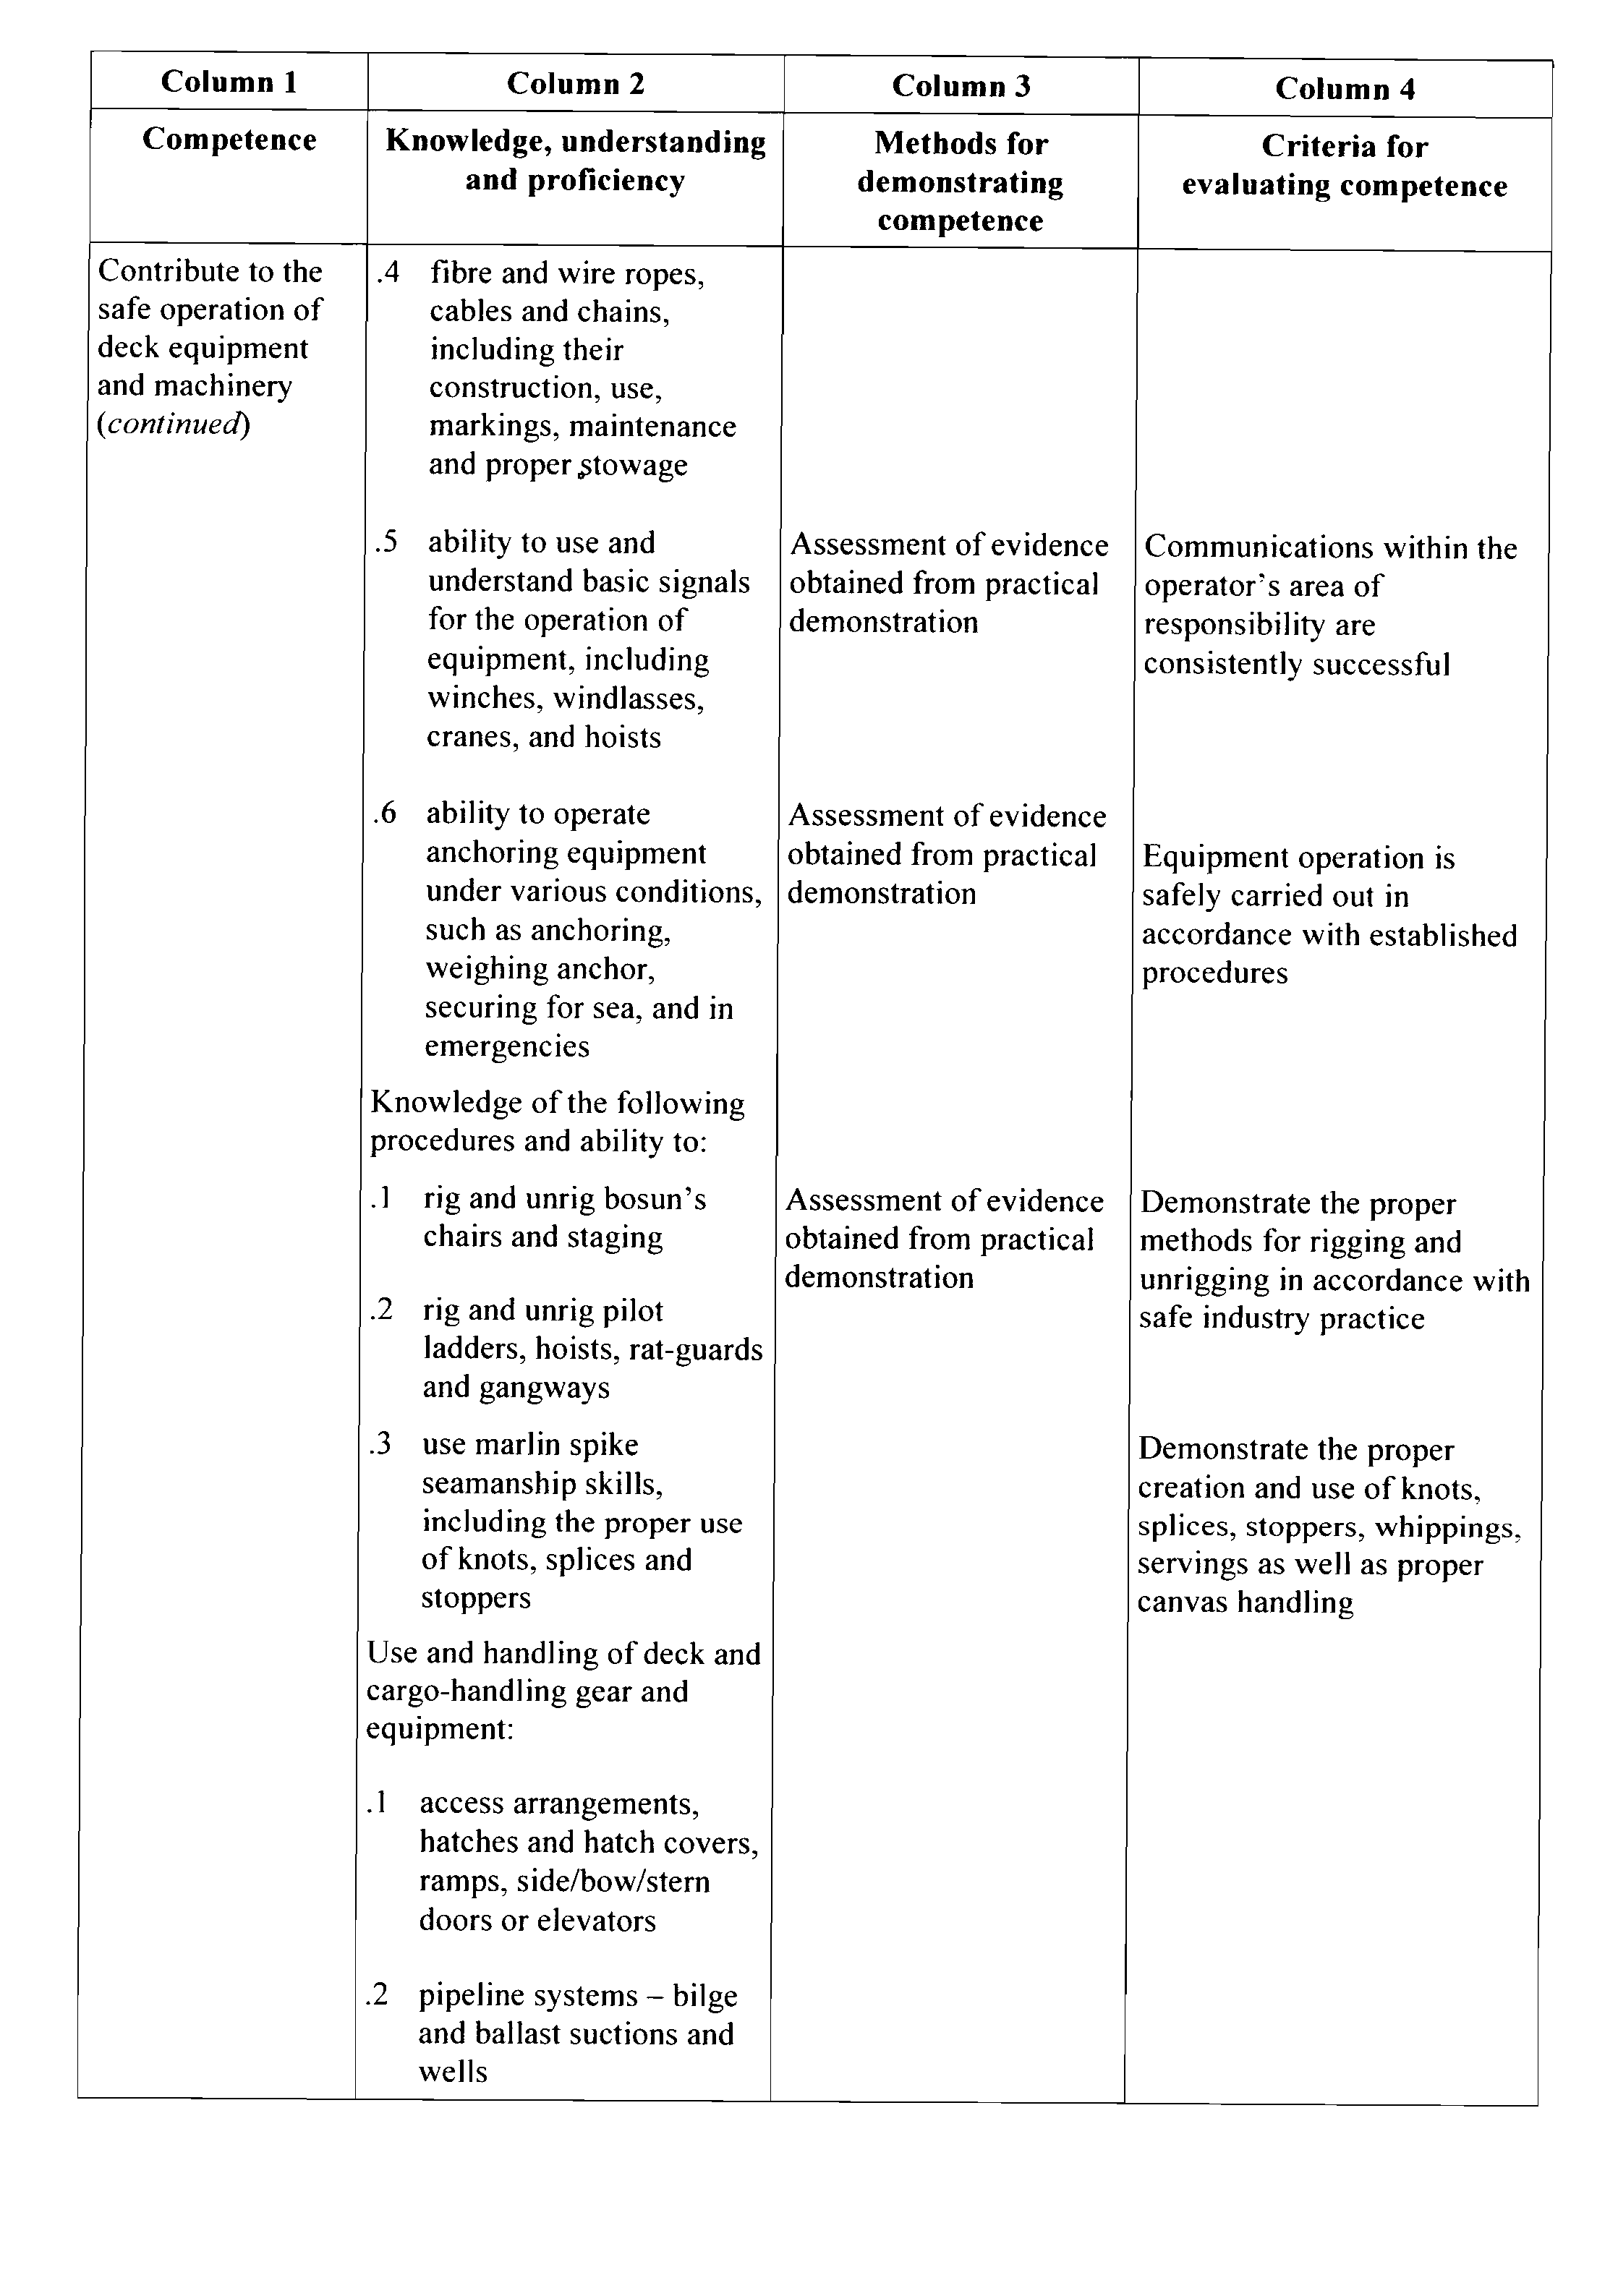 Column 1
Column 2
Column 3
Column 4
Competence
Knowledge, understanding
and proficiency
Methods for
demonstrating
competence
Criteria for
evaluating competence
Contribute to the
safe operation of
deck equipment
and machinery
(continued)
.4 fibre and wire ropes,
cables and chains,
including their
construction, use,
markings, maintenance
and proper stowage
.5 ability to use and
understand basic signals
for the operation of
equipment, including
winches, windlasses,
cranes, and hoists
Assessment of evidence
obtained from practical
demonstration
Communications within the
operator's area of
responsibility are
consistently successful
.6 ability to operate
anchoring equipment
under various conditions,
such as anchoring,
weighing anchor,
securing for sea, and in
emergencies
Assessment of evidence
obtained from practical
demonstration
Equipment operation is
safely carried out in
accordance with established
procedures
Knowledge of the following
procedures and ability to:
.1 rig and unrig bosun's
chairs and staging
Assessment of evidence
obtained from practical
demonstration
Demonstrate the proper
methods for rigging and
unrigging in accordance with
safe industry practice
.2 rig and unrig pilot
ladders, hoists, rat-guards
and gangways
.3 use marlin spike
seamanship skills,
including the proper use
of knots, splices and
stoppers
Demonstrate the proper
creation and use of knots,
splices, stoppers, whippings,
servings as well as proper
canvas handling
Use and handling of deck and
cargo-handling gear and
equipment:
.1 access arrangements,
hatches and hatch covers,
ramps, side/bow/stern
doors or elevators
.2 pipeline systems – bilge
and ballast suctions and
wells